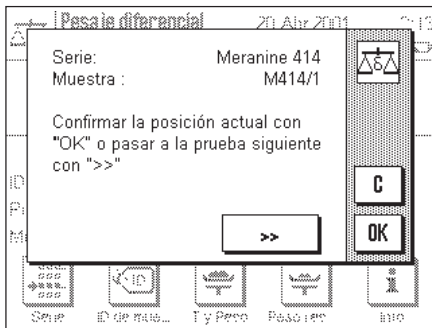 Pesaje diferencial 20. Abr 2001
Serie: Meranine 414
Muestra : M414/1
Confirmar la posición actual con
"OK" o pasar a la prueba siguiente
con ">>"
C
>> OK
ID
Serie ID de mue... T y Peso Peso res Info